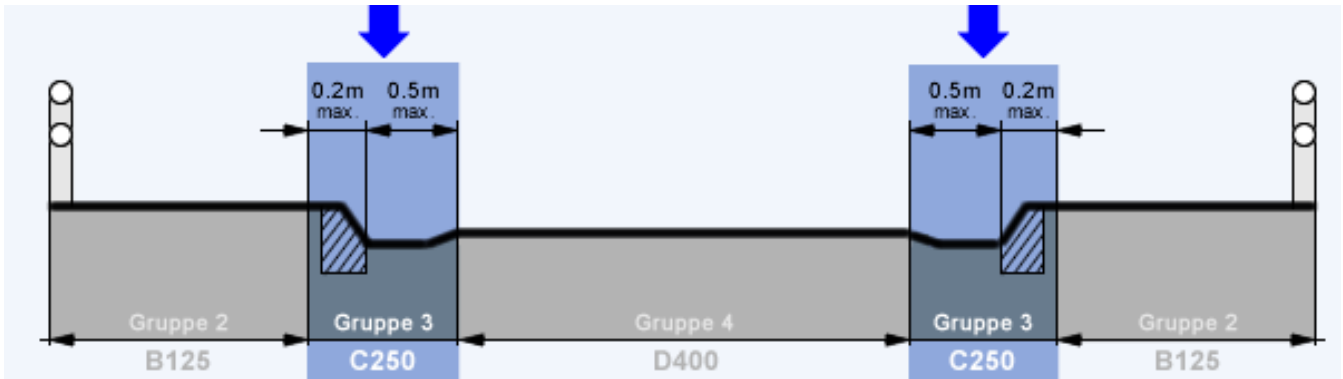 0.2m 0.5m
max. max.
0.5m 0.2m
max. max.
Gruppe 2 Gruppe 3 Gruppe 4 Gruppe 3 Gruppe 2
B125 C250 D400 C250 B125